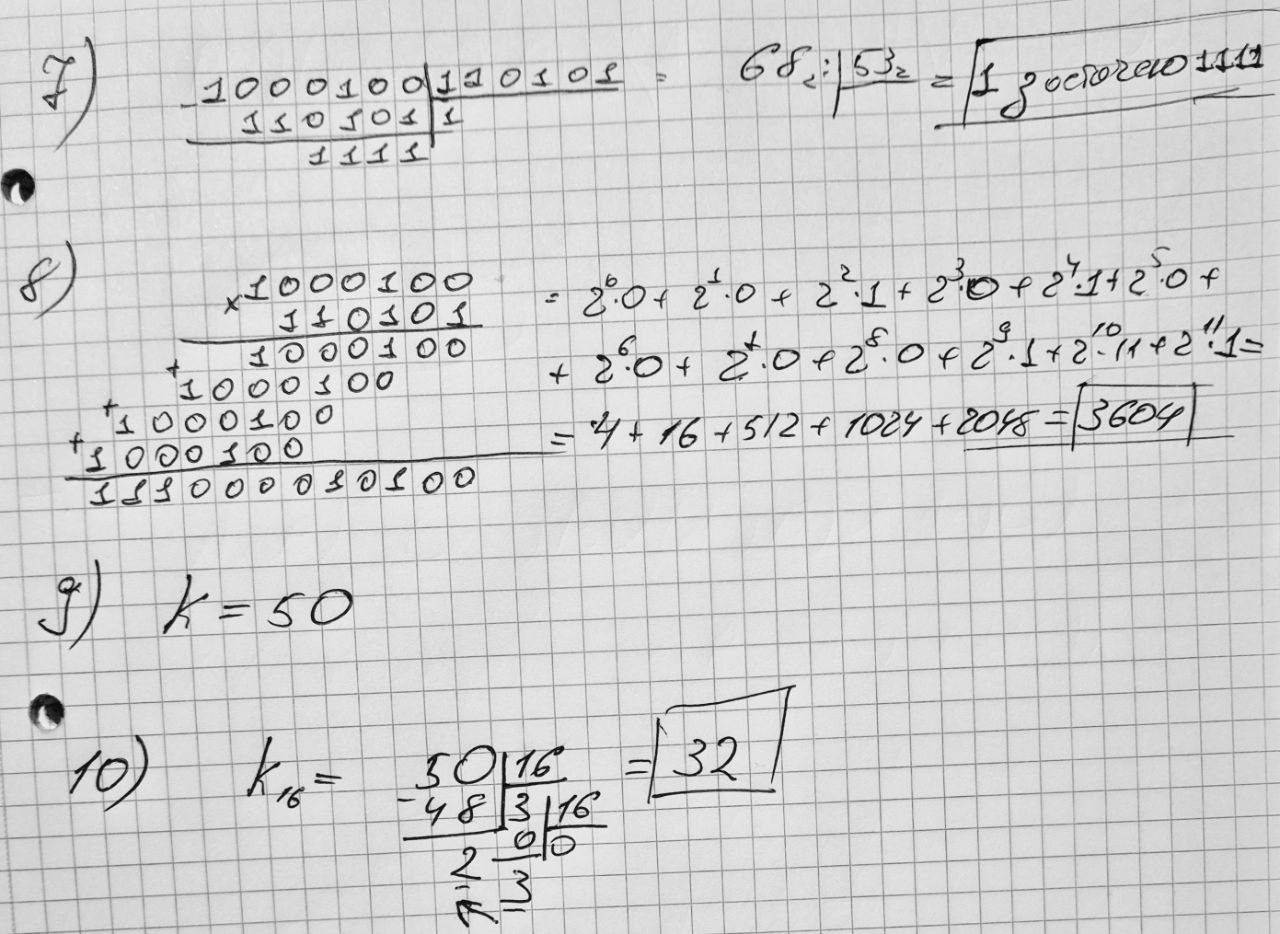 7) 1000100 110101 = 68₂ : 53₂ = 1 з остачею 1111
- 110101 1
1111
8) × 1000100 = 2⁰·0 + 2¹·0 + 2²·1 + 2³·0 + 2⁴·1 + 2⁵·0 +
110101
+ 1000100 + 2⁶·0 + 2⁷·0 + 2⁸·0 + 2⁹·1 + 2¹⁰·11 + 2¹¹·1 =
+ 1000100
+ 1000100 = 4 + 16 + 512 + 1024 + 2048 = 3604
+ 1000100
111000010100
9) k = 50
10) k₁₆ = 50 16 = 32
- 48 3 16
2 0 0
3